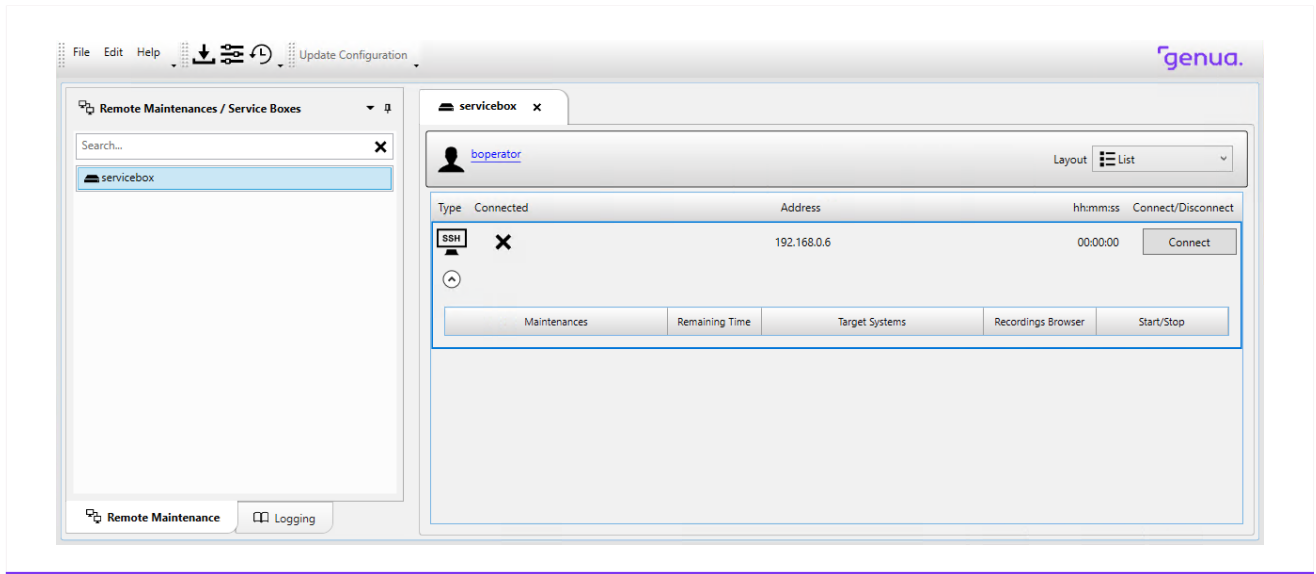 File Edit Help Update Configuration
genua.
Remote Maintenances / Service Boxes
Search...
servicebox
servicebox x
boperator
Layout List
Type Connected Address hh:mm:ss Connect/Disconnect
SSH 192.168.0.6 00:00:00 Connect
Maintenances Remaining Time Target Systems Recordings Browser Start/Stop
Remote Maintenance Logging